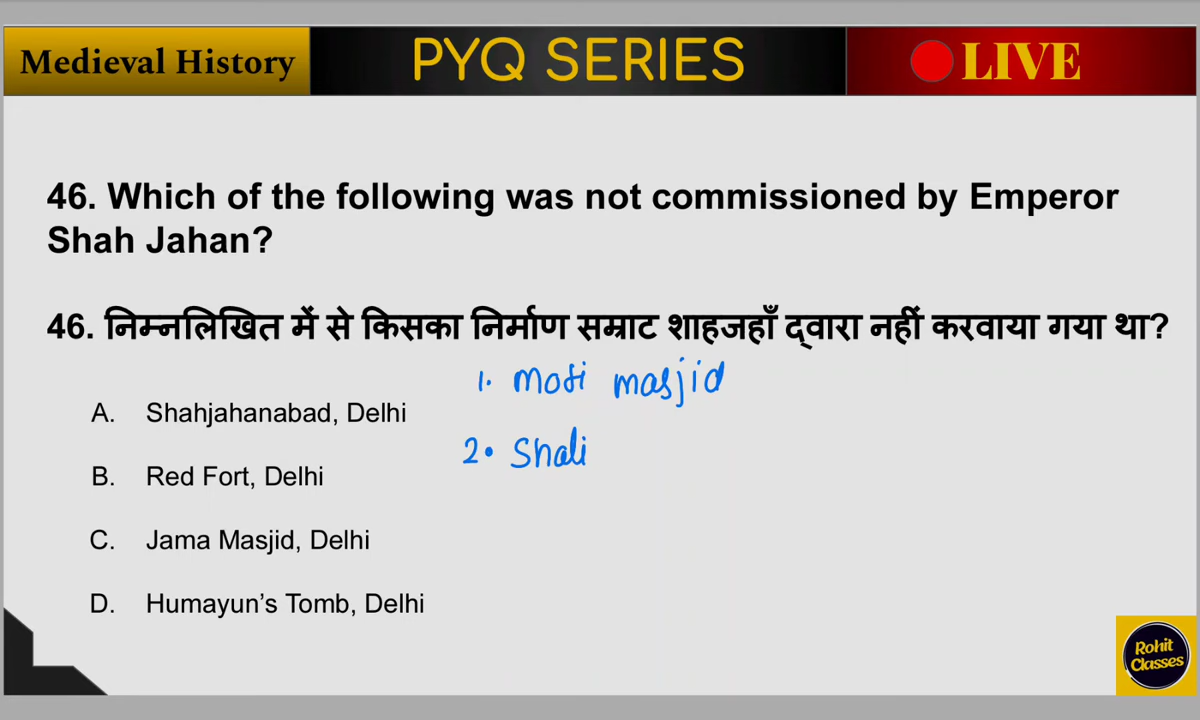 Medieval History
PYQ SERIES
LIVE
46. Which of the following was not commissioned by Emperor
Shah Jahan?
46. निम्नलिखित में से किसका निर्माण सम्राट शाहजहाँ द्वारा नहीं करवाया गया था?
1. moti masjid
A. Shahjahanabad, Delhi
2. Shali
B. Red Fort, Delhi
C. Jama Masjid, Delhi
D. Humayun’s Tomb, Delhi
Rohit
Classes